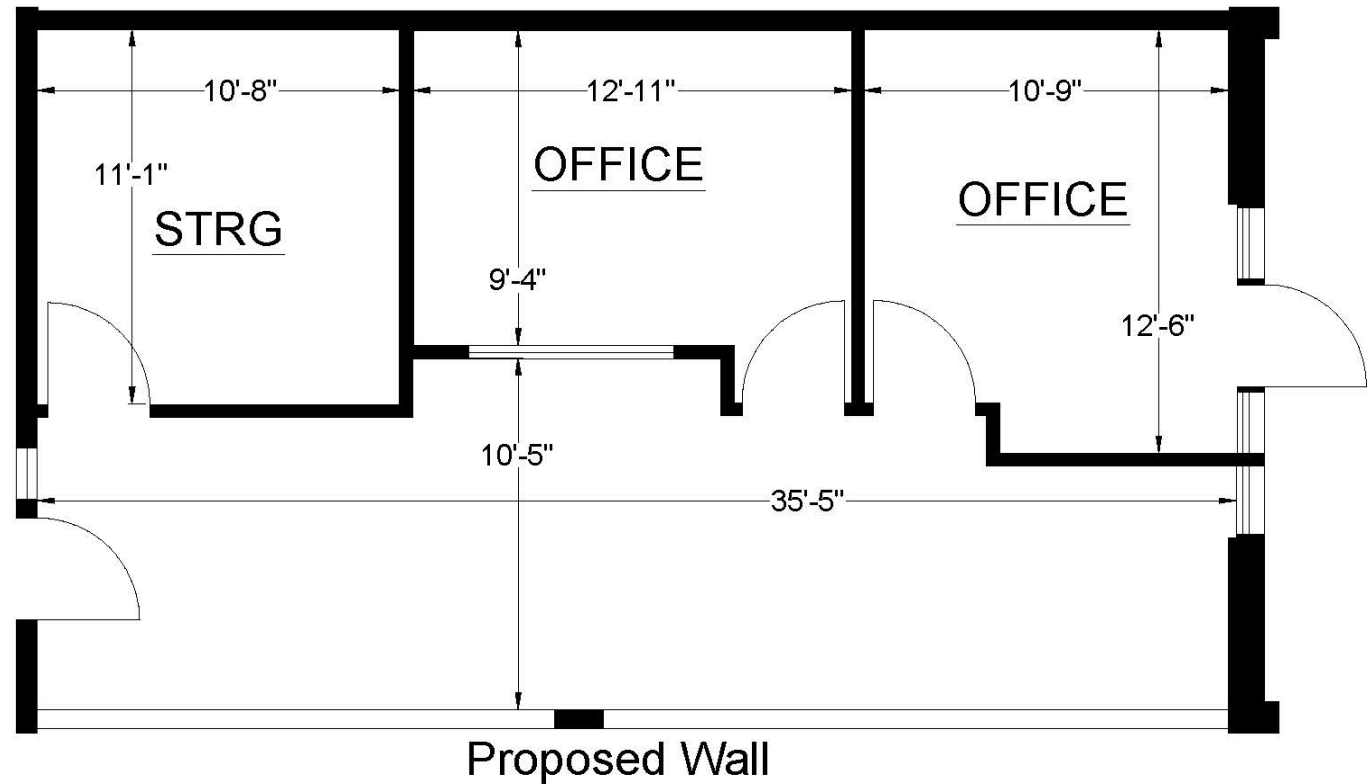 10'-8"
12'-11"
10'-9"
11'-1"
OFFICE
OFFICE
STRG
9'-4"
12'-6"
10'-5"
35'-5"
Proposed Wall